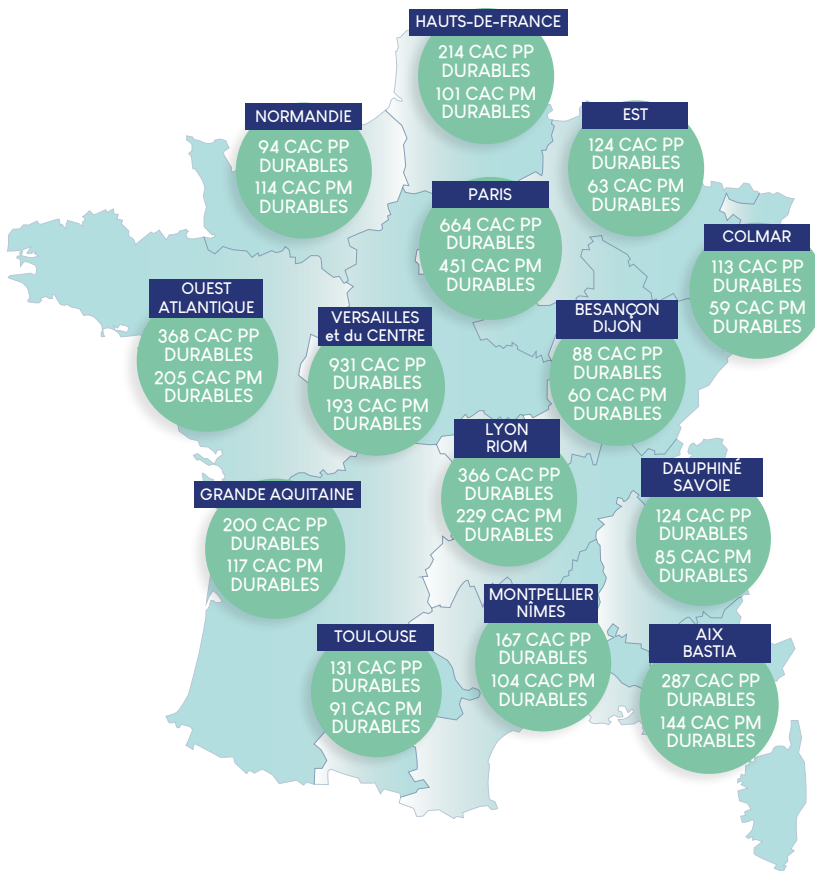 HAUTS-DE-FRANCE
214 CAC PP
DURABLES
101 CAC PM
DURABLES
NORMANDIE
94 CAC PP
DURABLES
114 CAC PM
DURABLES
EST
124 CAC PP
DURABLES
63 CAC PM
DURABLES
PARIS
664 CAC PP
DURABLES
451 CAC PM
DURABLES
COLMAR
113 CAC PP
DURABLES
59 CAC PM
DURABLES
OUEST
ATLANTIQUE
368 CAC PP
DURABLES
205 CAC PM
DURABLES
VERSAILLES
et du CENTRE
931 CAC PP
DURABLES
193 CAC PM
DURABLES
BESANÇON
DIJON
88 CAC PP
DURABLES
60 CAC PM
DURABLES
LYON
RIOM
366 CAC PP
DURABLES
229 CAC PM
DURABLES
DAUPHINÉ
SAVOIE
124 CAC PP
DURABLES
85 CAC PM
DURABLES
GRANDE AQUITAINE
200 CAC PP
DURABLES
117 CAC PM
DURABLES
MONTPELLIER
NÎMES
167 CAC PP
DURABLES
104 CAC PM
DURABLES
TOULOUSE
131 CAC PP
DURABLES
91 CAC PM
DURABLES
AIX
BASTIA
287 CAC PP
DURABLES
144 CAC PM
DURABLES